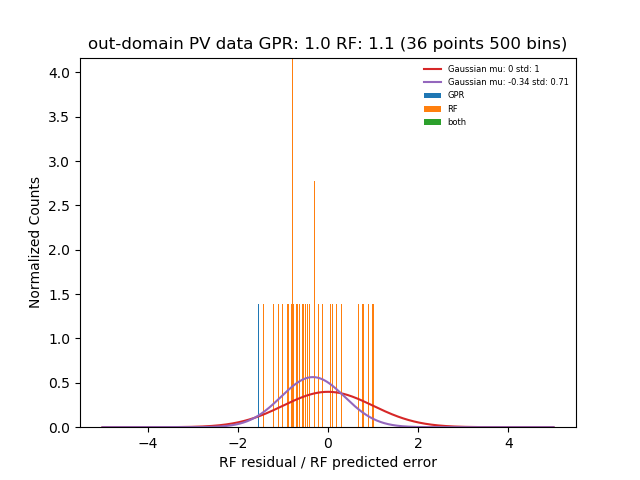 out-domain PV data GPR: 1.0 RF: 1.1 (36 points 500 bins)
Gaussian mu: 0 std: 1
Gaussian mu: -0.34 std: 0.71
GPR
RF
both
Normalized Counts
4.0
3.5
3.0
2.5
2.0
1.5
1.0
0.5
0.0
−4 −2 0 2 4
RF residual / RF predicted error